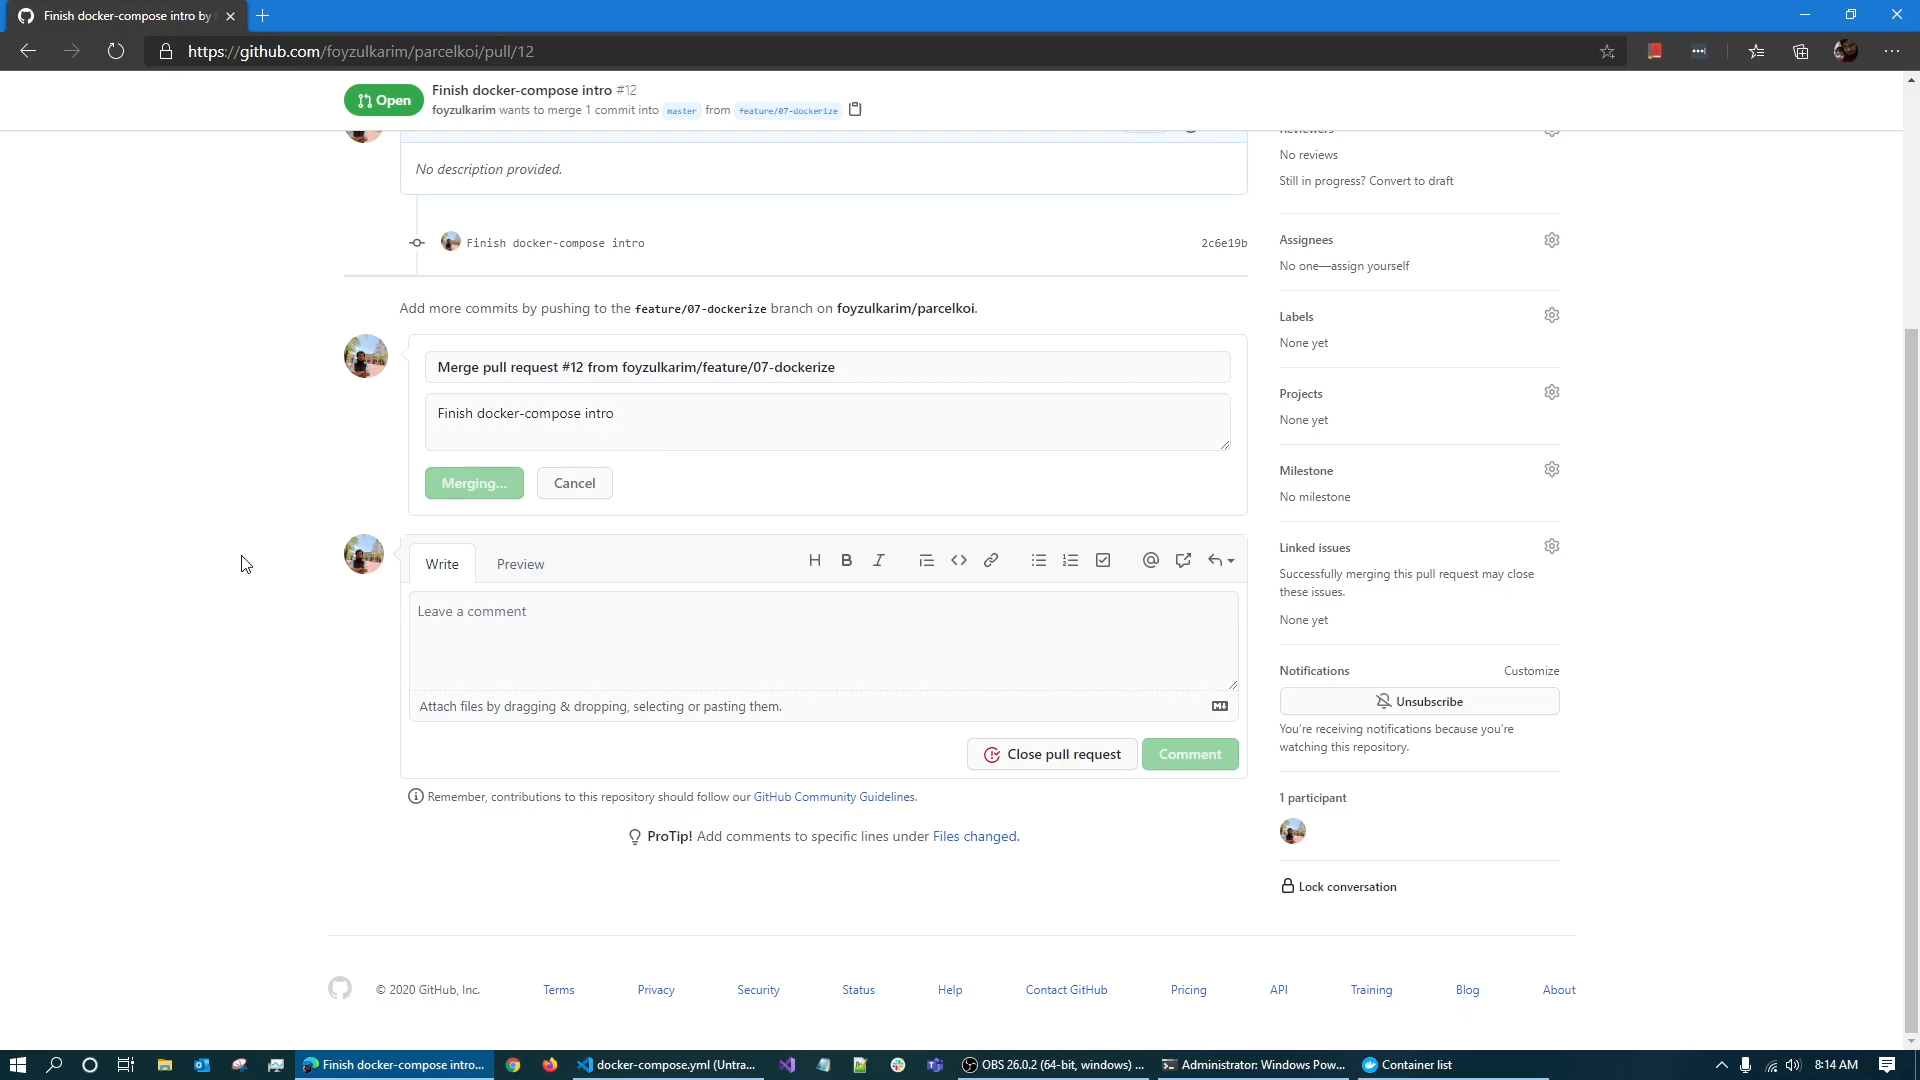 Finish docker-compose intro by
https://github.com/foyzulkarim/parcelkoi/pull/12
Open
Finish docker-compose intro #12
foyzulkarim wants to merge 1 commit into master from feature/07-dockerize
Reviewers
No description provided.
No reviews
Still in progress? Convert to draft
Finish docker-compose intro
2c6e19b
Assignees
No one—assign yourself
Add more commits by pushing to the feature/07-dockerize branch on foyzulkarim/parcelkoi.
Labels
None yet
Merge pull request #12 from foyzulkarim/feature/07-dockerize
Finish docker-compose intro
Projects
None yet
Merging...
Cancel
Milestone
No milestone
Linked issues
Successfully merging this pull request may close
these issues.
None yet
Write
Preview
Leave a comment
Attach files by dragging & dropping, selecting or pasting them.
Notifications
Customize
Unsubscribe
You're receiving notifications because you're
watching this repository.
Close pull request
Comment
Remember, contributions to this repository should follow our GitHub Community Guidelines.
1 participant
ProTip! Add comments to specific lines under Files changed.
Lock conversation
© 2020 GitHub, Inc.
Terms
Privacy
Security
Status
Help
Contact GitHub
Pricing
API
Training
Blog
About
Finish docker-compose intro...
docker-compose.yml (Untra...
OBS 26.0.2 (64-bit, windows) ...
Administrator: Windows Pow...
Container list
8:14 AM